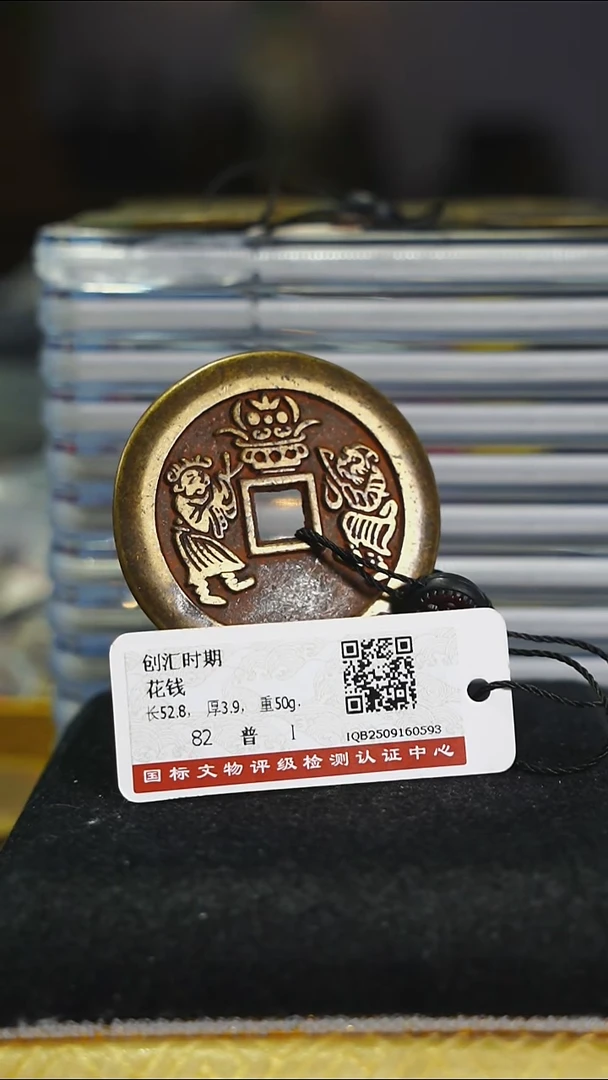 创汇时期
花钱
长52.8， 厚3.9， 重50g.
82 普 1
IQB2509160593
国标文物评级检测认证中心